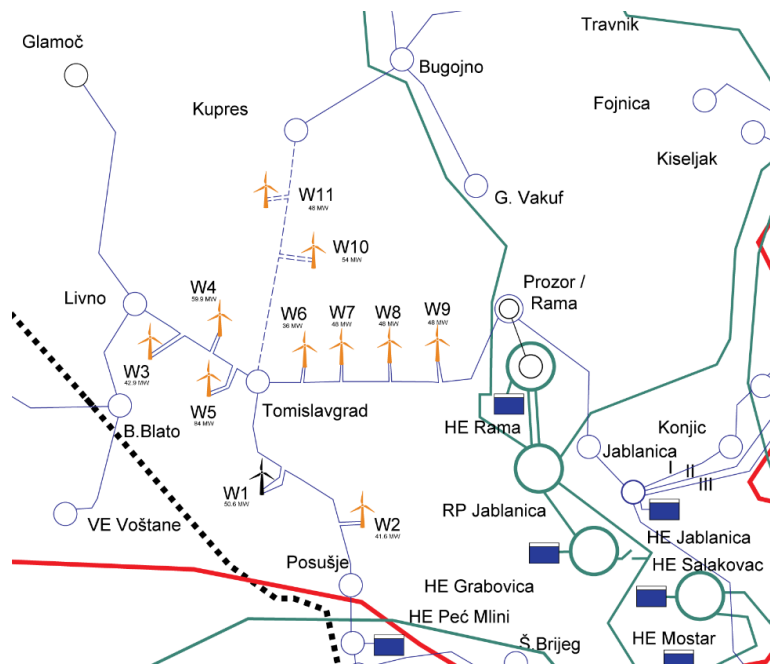 Travnik
Glamoč
Bugojno
Fojnica
Kupres
Kiseljak
W11
48 MW
G. Vakuf
W10
54 MW
Prozor /
Rama
Livno
W4
59.9 MW
W6
36 MW
W7
48 MW
W8
48 MW
W9
48 MW
W3
42.9 MW
W5
84 MW
Tomislavgrad
B.Blato
HE Rama
Konjic
Jablanica
I
II
III
W1
50.6 MW
W2
41.6 MW
VE Voštane
RP Jablanica
HE Jablanica
Posušje
HE Grabovica
HE Salakovac
HE Peć Mlini
Š.Brijeg
HE Mostar